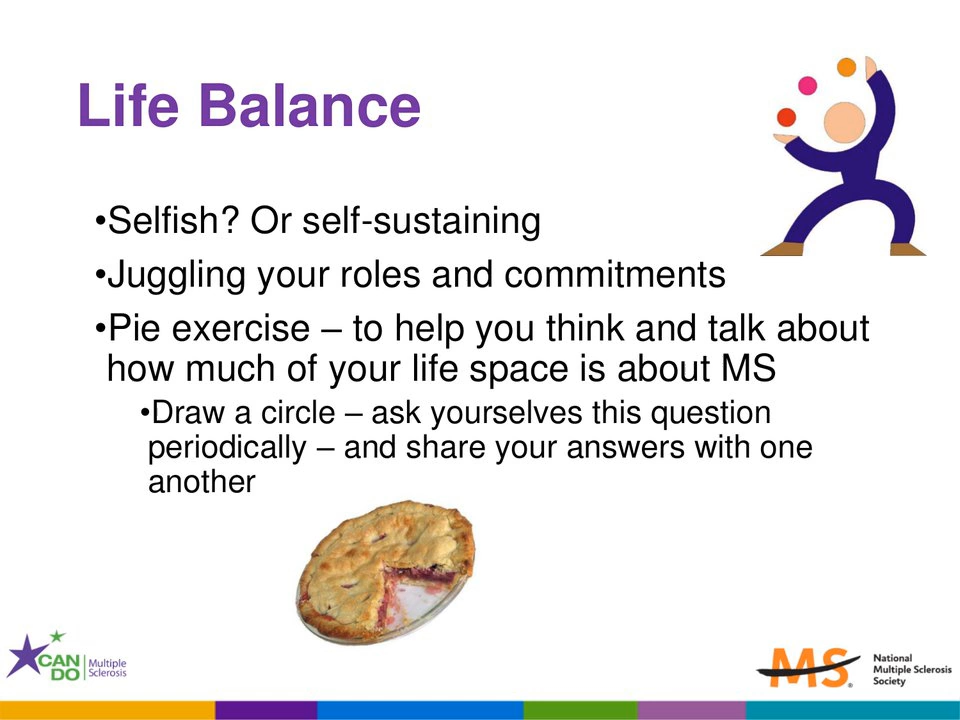 Life Balance
•Selfish? Or self-sustaining
•Juggling your roles and commitments
•Pie exercise – to help you think and talk about
how much of your life space is about MS
•Draw a circle – ask yourselves this question
periodically – and share your answers with one
another
CAN
DO
Multiple
Sclerosis
MS
®
National
Multiple Sclerosis
Society